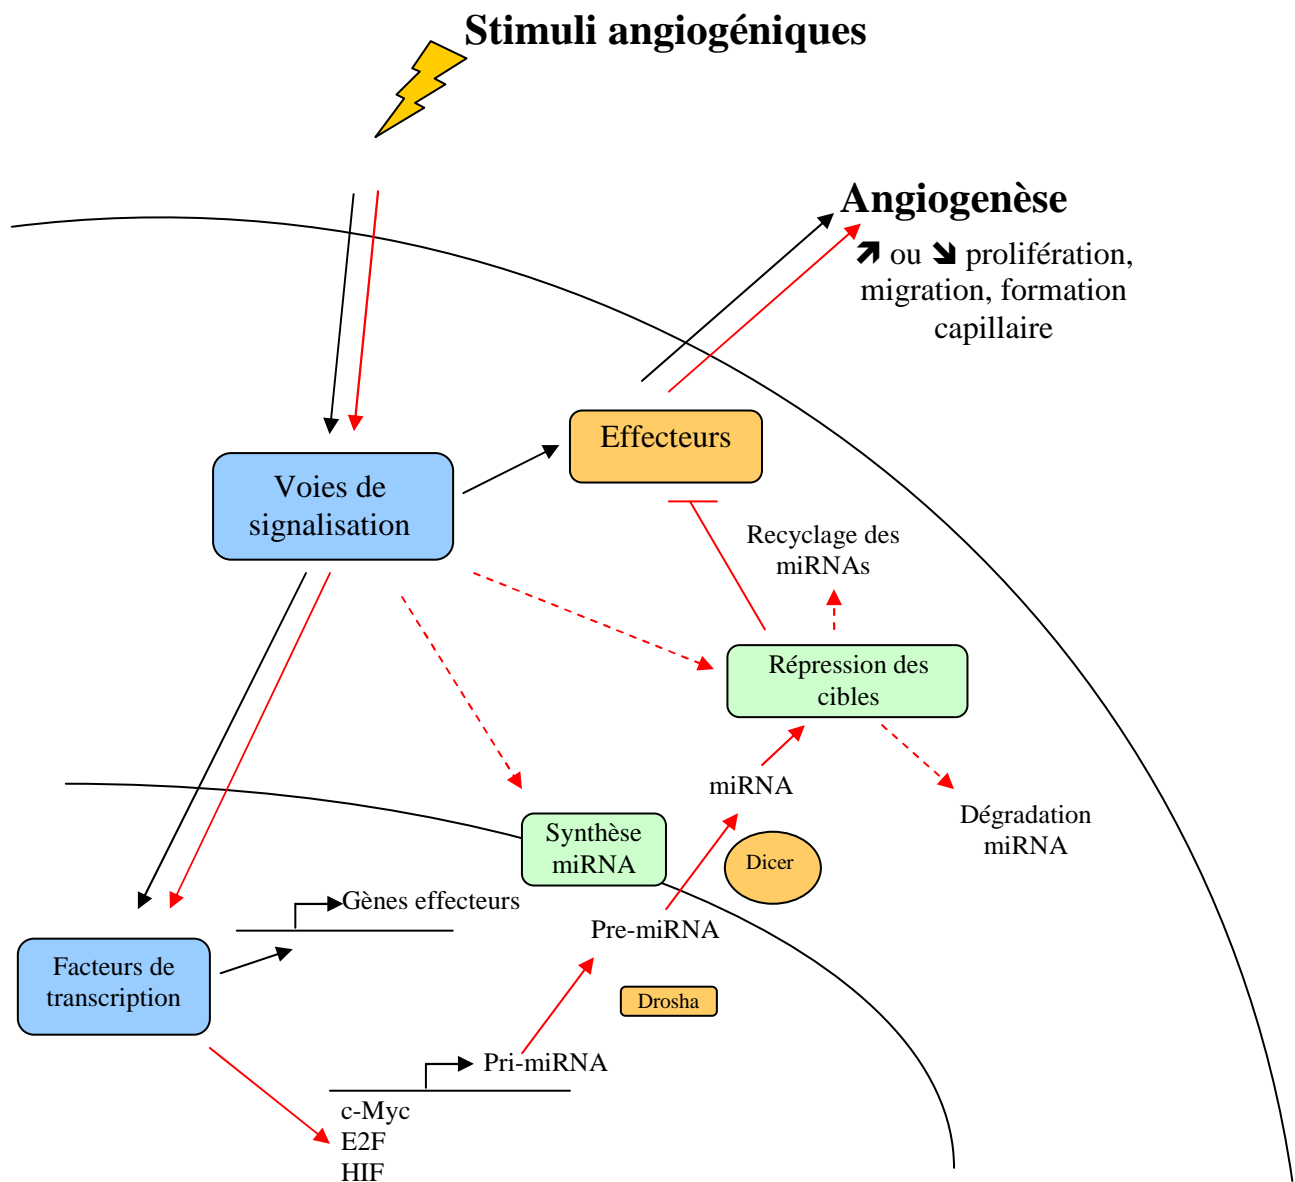 Stimuli angiogéniques
Angiogenèse
↗ ou ↘ prolifération,
migration, formation
capillaire
Effecteurs
Voies de
signalisation
Recyclage des
miRNAs
Répression des
cibles
miRNA
Dégradation
miRNA
Synthèse
miRNA
Dicer
Gènes effecteurs
Pre-miRNA
Facteurs de
transcription
Drosha
Pri-miRNA
c-Myc
E2F
HIF